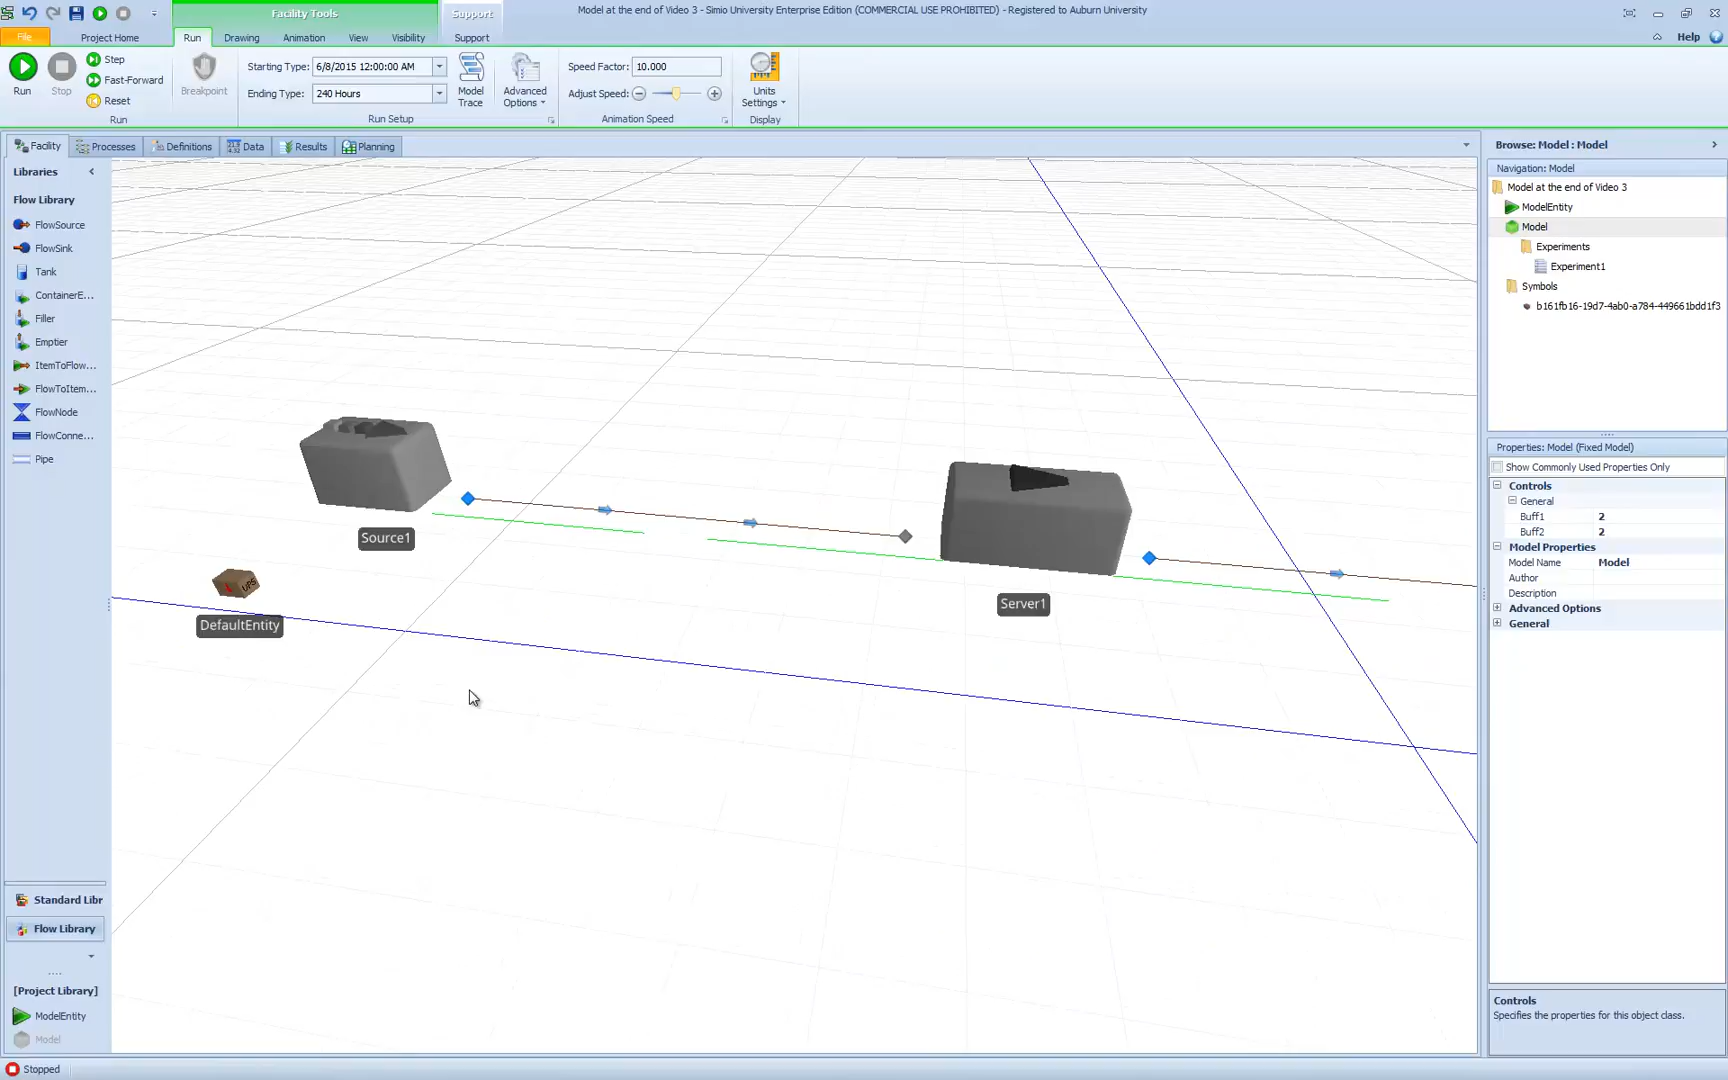 Facility Tools
Support
Model at the end of Video 3 - Simio University Enterprise Edition (COMMERCIAL USE PROHIBITED) - Registered to Auburn University
File
Project Home
Run
Drawing
Animation
View
Visibility
Support
Help
Run
Stop
Step
Fast-Forward
Reset
Breakpoint
Starting Type: 6/8/2015 12:00:00 AM
Ending Type: 240 Hours
Model Trace
Advanced Options
Speed Factor: 10.000
Adjust Speed:
Units Settings
Run
Run Setup
Animation Speed
Display
Facility
Processes
Definitions
Data
Results
Planning
Libraries
Flow Library
FlowSource
FlowSink
Tank
ContainerE...
Filler
Emptier
ItemToFlow...
FlowToItem...
FlowNode
FlowConne...
Pipe
Standard Libr
Flow Library
[Project Library]
ModelEntity
Model
Source1
UPS
DefaultEntity
Server1
Browse: Model : Model
Navigation: Model
Model at the end of Video 3
ModelEntity
Model
Experiments
Experiment1
Symbols
b161fb16-19d7-4ab0-a784-449661bdd1f3
Properties: Model (Fixed Model)
Show Commonly Used Properties Only
Controls
General
Buff1 2
Buff2 2
Model Properties
Model Name Model
Author
Description
Advanced Options
General
Controls
Specifies the properties for this object class.
Stopped